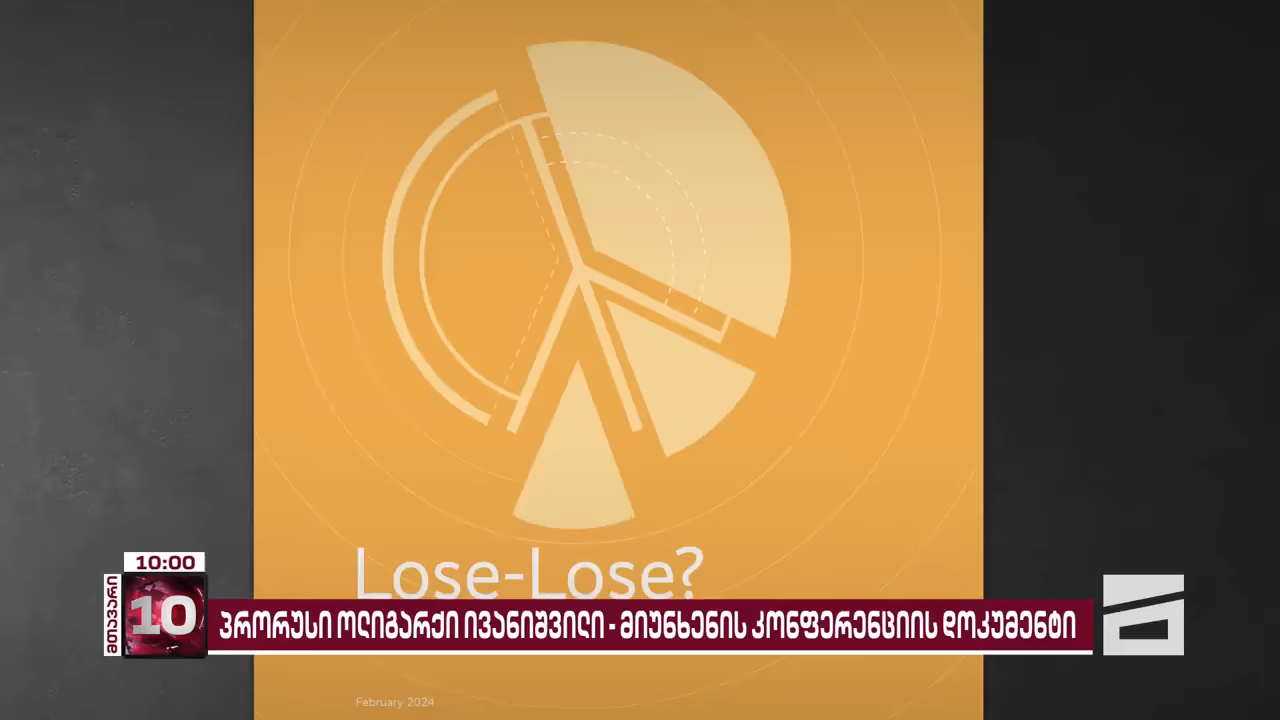 Lose-Lose?
10:00
მთავარი
10
პრორუსი ოლიგარქი ივანიშვილი - მიუნხენის კონფერენციის დოკუმენტი
February 2024